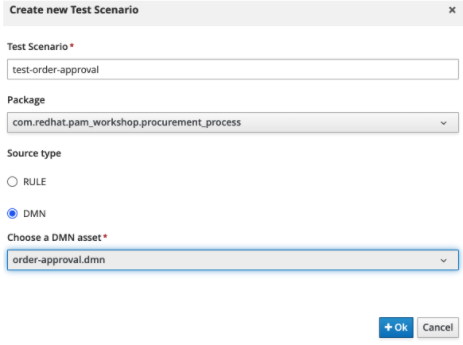 Create new Test Scenario ×
Test Scenario *
test-order-approval
Package
com.redhat.pam_workshop.procurement_process
Source type
RULE
DMN
Choose a DMN asset *
order-approval.dmn
+ Ok Cancel